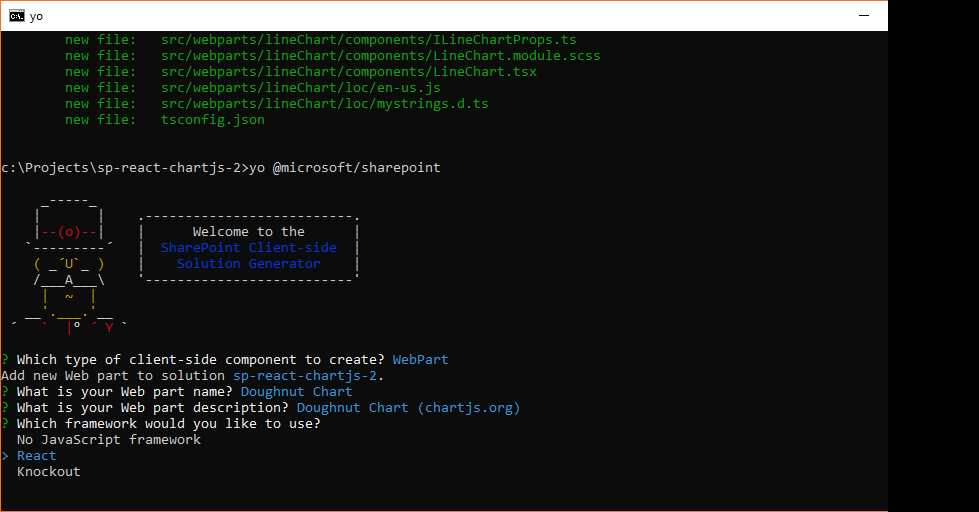 yo
new file:   src/webparts/lineChart/components/ILineChartProps.ts
new file:   src/webparts/lineChart/components/LineChart.module.scss
new file:   src/webparts/lineChart/components/LineChart.tsx
new file:   src/webparts/lineChart/loc/en-us.js
new file:   src/webparts/lineChart/loc/mystrings.d.ts
new file:   tsconfig.json
c:\Projects\sp-react-chartjs-2>yo @microsoft/sharepoint
Welcome to the
SharePoint Client-side
Solution Generator
? Which type of client-side component to create? WebPart
Add new Web part to solution sp-react-chartjs-2.
? What is your Web part name? Doughnut Chart
? What is your Web part description? Doughnut Chart (chartjs.org)
? Which framework would you like to use?
No JavaScript framework
> React
Knockout